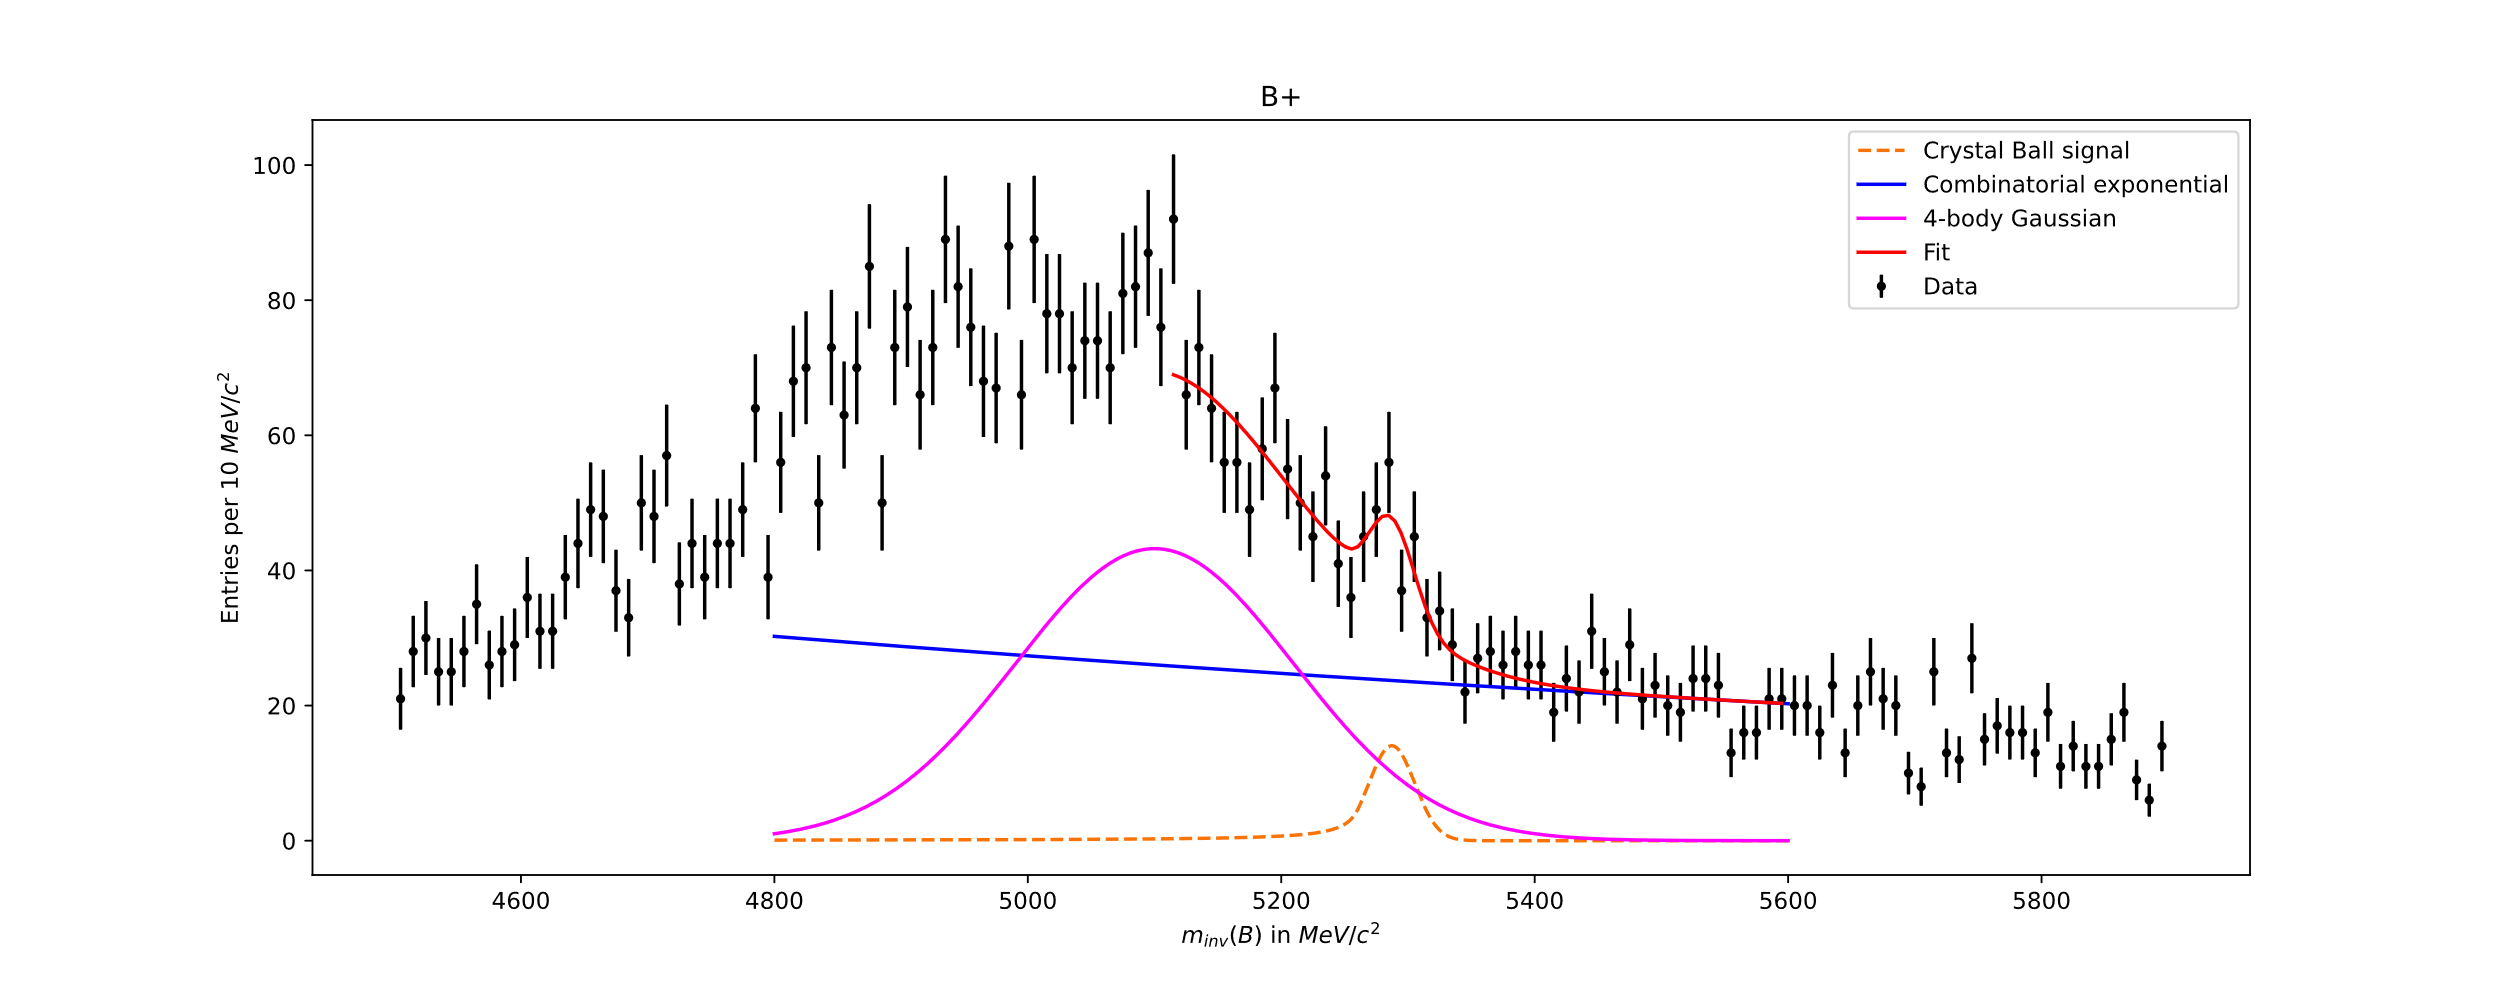 B+
Crystal Ball signal
Combinatorial exponential
4-body Gaussian
Fit
Data
100
80
60
40
20
0
Entries per 10 MeV/c²
4600 4800 5000 5200 5400 5600 5800
m_inv(B) in MeV/c²